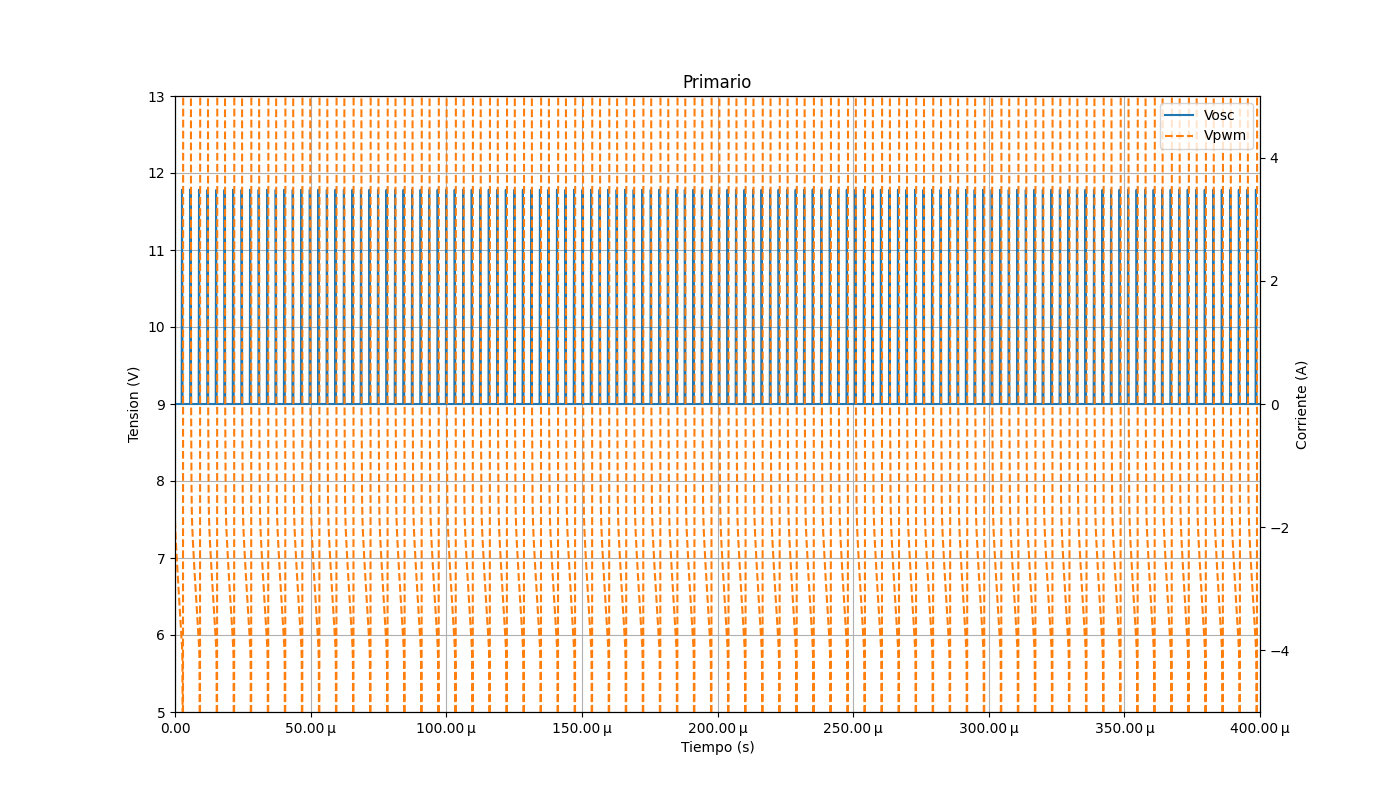 Primario
Vosc
Vpwm
13
12
11
10
9
8
7
6
5
Tension (V)
4
2
0
−2
−4
Corriente (A)
0.00
50.00 µ
100.00 µ
150.00 µ
200.00 µ
250.00 µ
300.00 µ
350.00 µ
400.00 µ
Tiempo (s)